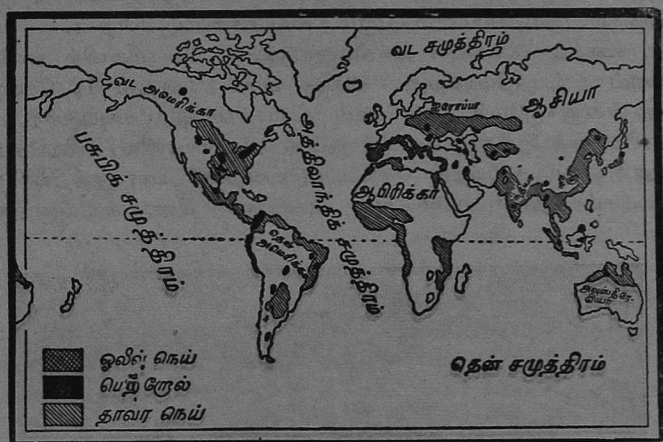 வட சமுத்திரம்
வட அமெரிக்கா
ஐரோப்பா
ஆசியா
பசுபிக் சமுத்திரம்
அத்திலாந்திக் சமுத்திரம்
ஆபிரிக்கா
தென் அமெரிக்கா
அவுஸ்திரே-
லியா
தென் சமுத்திரம்
ஓலீவ் நெய்
பெற்றோல்
தாவர நெய்